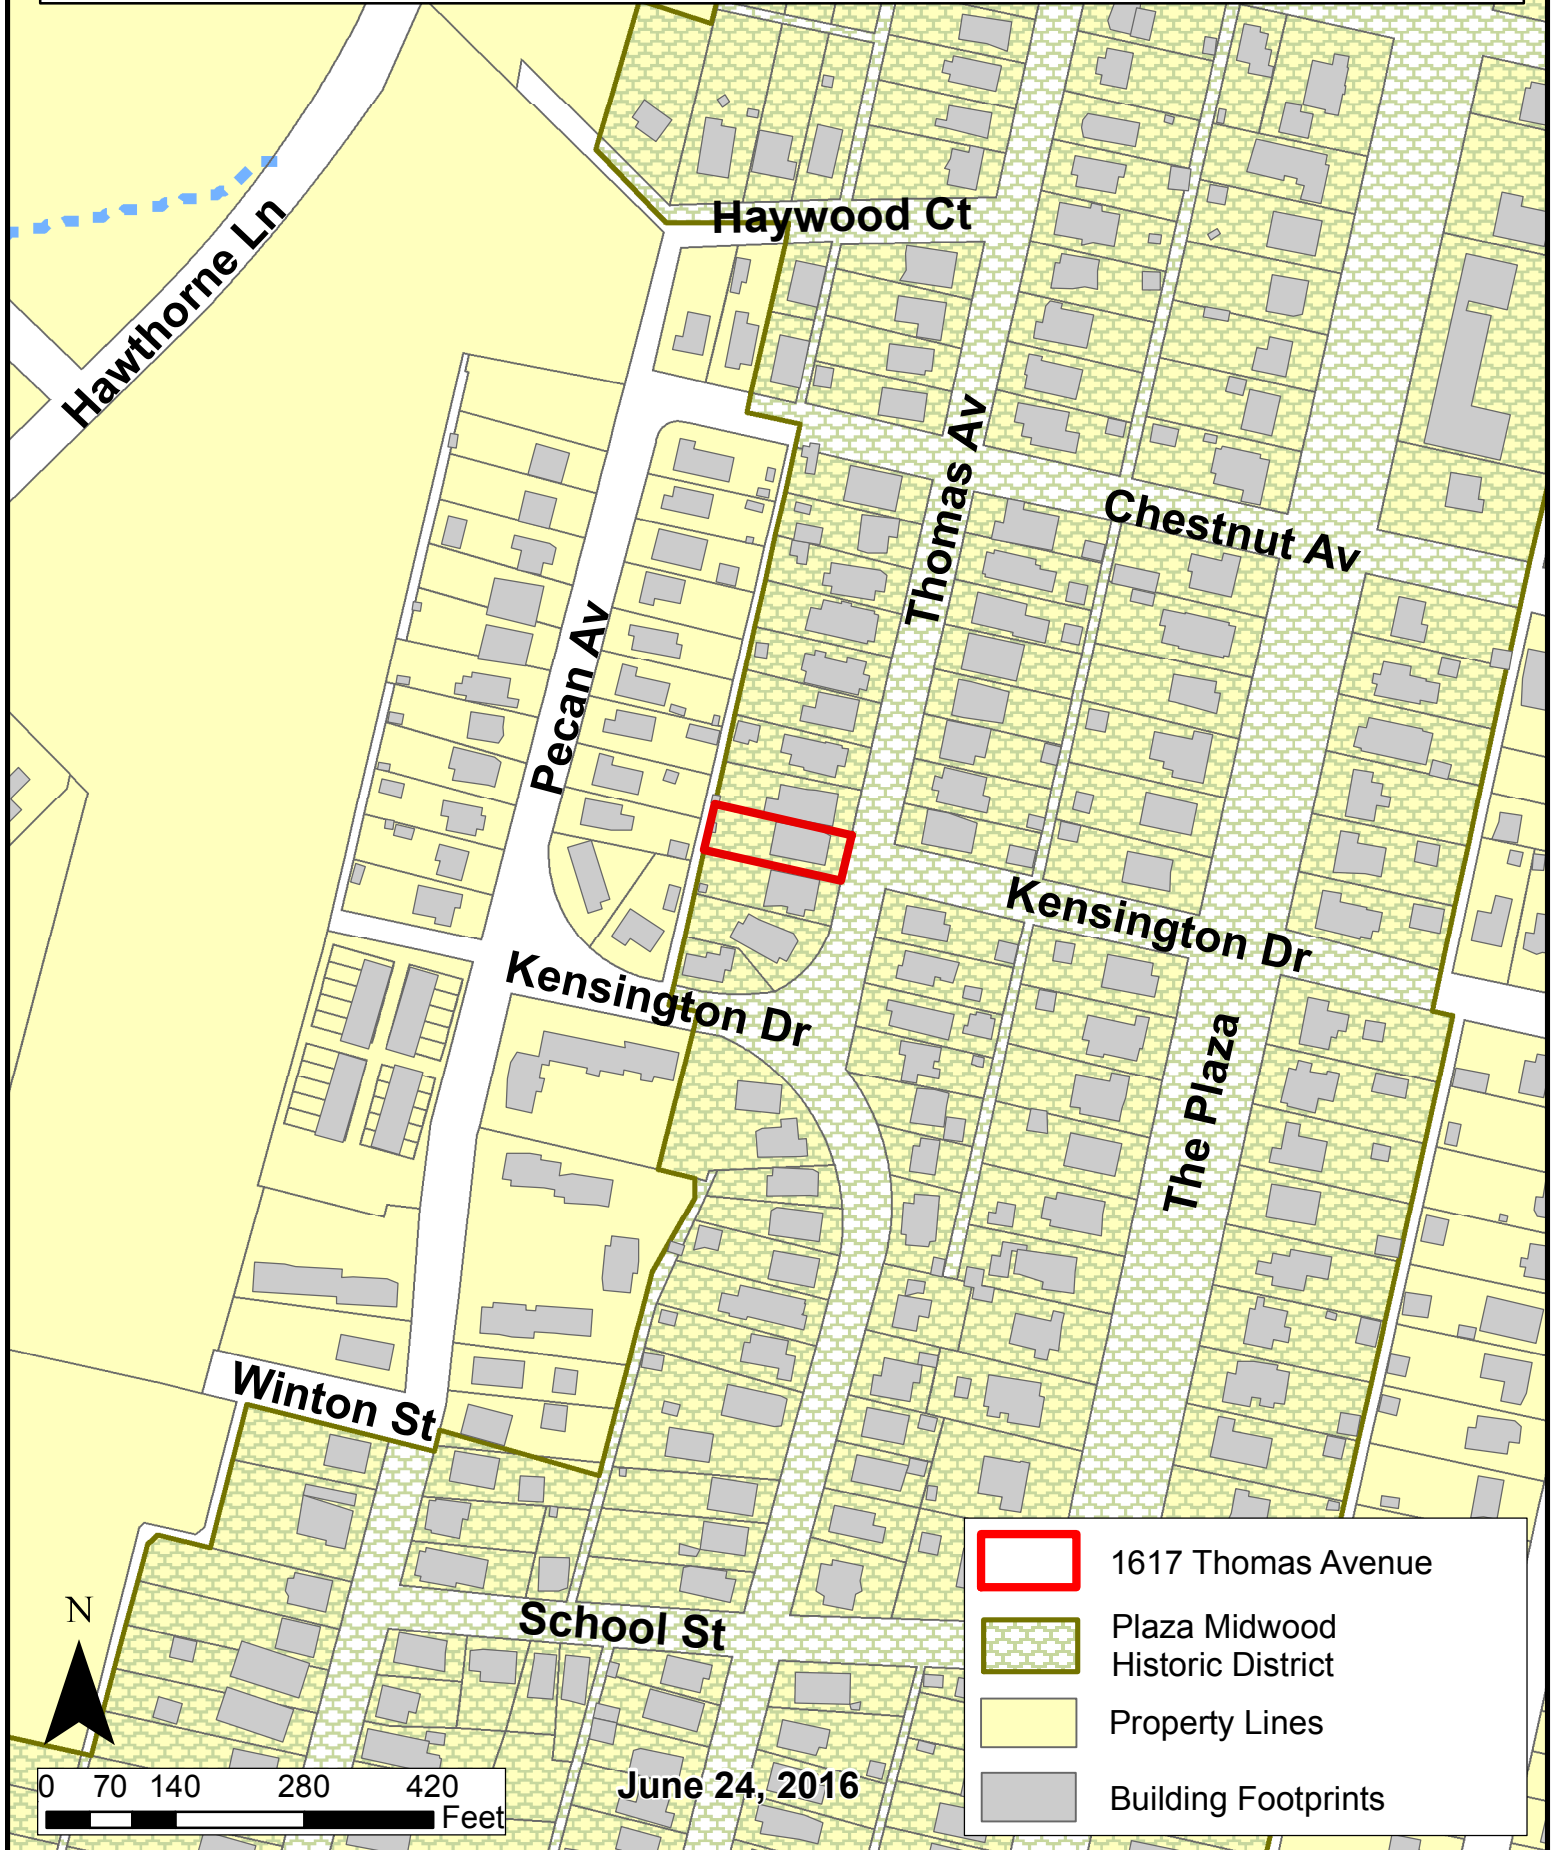 Haywood Ct
Hawthorne Ln
Thomas Av
Chestnut Av
Pecan Av
Kensington Dr
Kensington Dr
The Plaza
Winton St
School St
N
0 70 140 280 420
Feet
June 24, 2016
1617 Thomas Avenue
Plaza Midwood
Historic District
Property Lines
Building Footprints